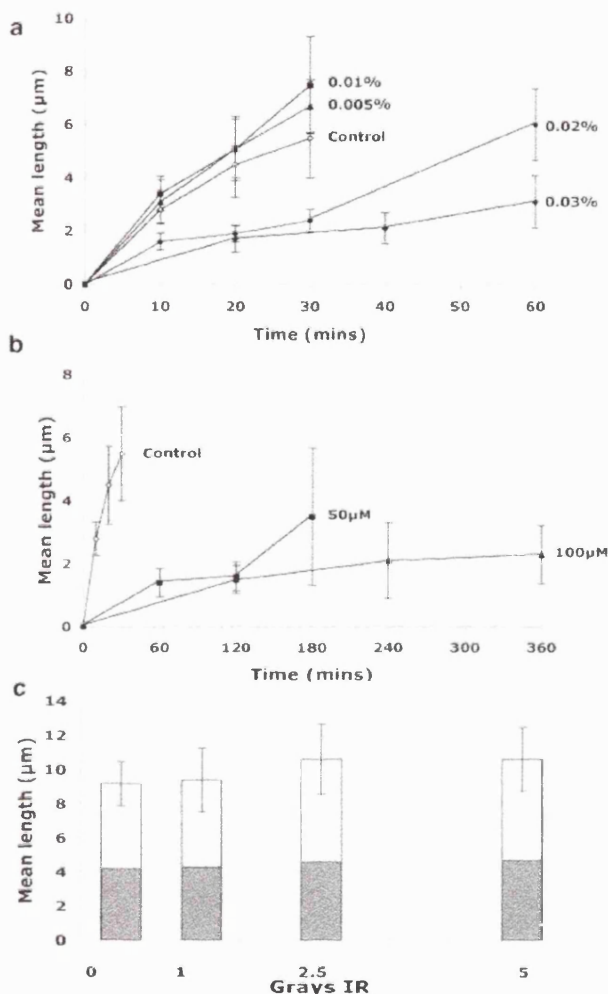 a
Mean length (µm)
10
8
6
4
2
0
0.01%
0.005%
Control
0.02%
0.03%
0 10 20 30 40 50 60
Time (mins)
b
Mean length (µm)
8
6
4
2
0
Control
50µM
100µM
0 60 120 180 240 300 360
Time (mins)
c
Mean length (µm)
14
12
10
8
6
4
2
0
0 1 2.5 5
Grays IR